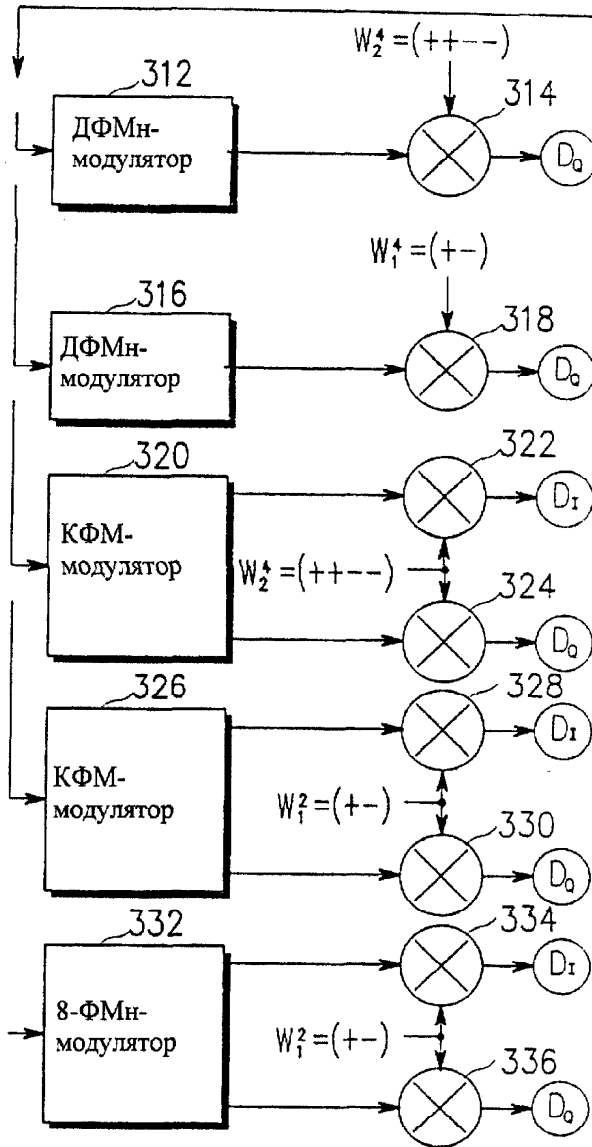 W₂⁴=(++--)
312
314
ДФМн-
модулятор
D_Q
W₁⁴=(+-)
316
318
ДФМн-
модулятор
D_Q
320
322
КФМ-
модулятор
D_I
W₂⁴=(++--)
324
D_Q
326
328
КФМ-
модулятор
D_I
W₁²=(+-)
330
D_Q
332
334
8-ФМн-
модулятор
D_I
W₁²=(+-)
336
D_Q